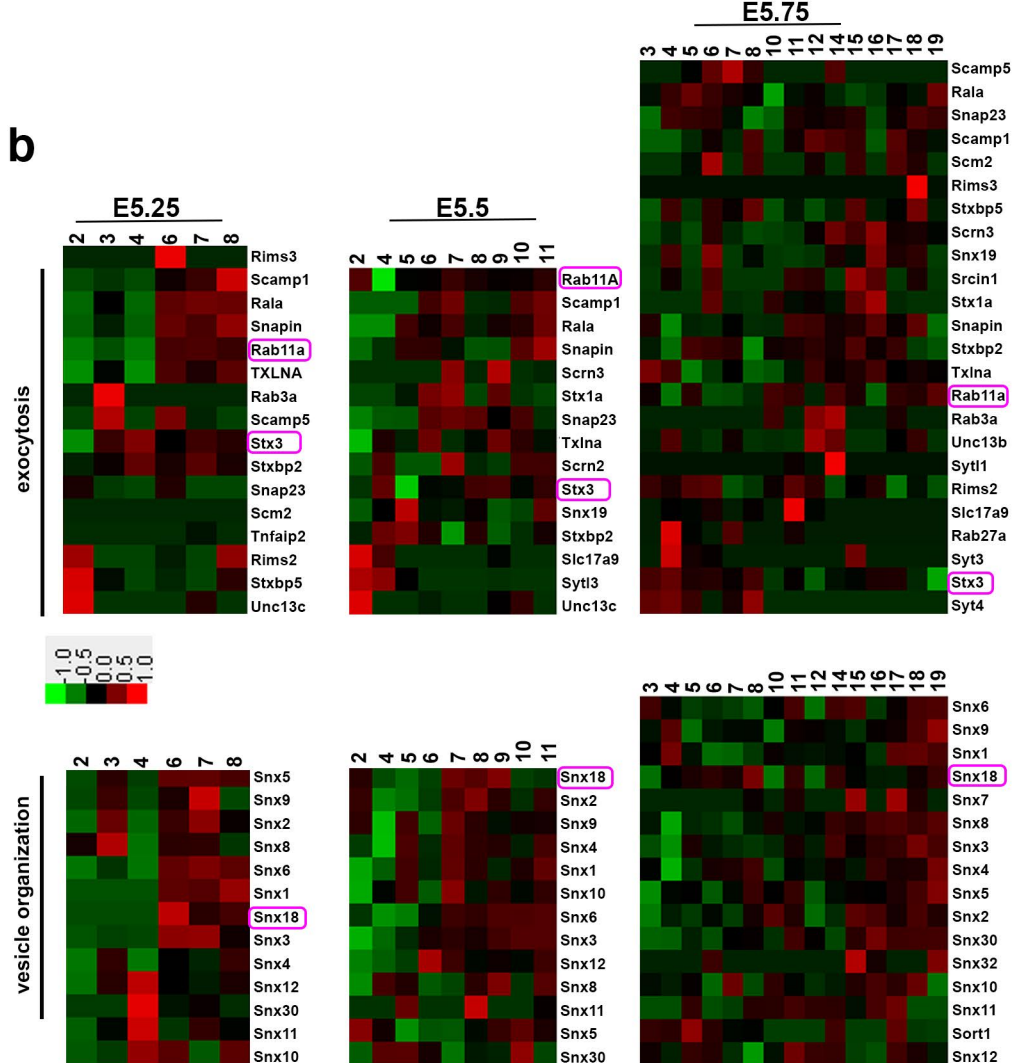 b
exocytosis
E5.25
2 3 4 6 7 8
Rims3
Scamp1
Rala
Snapin
Rab11a
TXLNA
Rab3a
Scamp5
Stx3
Stxbp2
Snap23
Scm2
Tnfaip2
Rims2
Stxbp5
Unc13c
E5.5
2 4 5 6 7 8 9 10 11
Rab11A
Scamp1
Rala
Snapin
Scrn3
Stx1a
Snap23
Txlna
Scrn2
Stx3
Snx19
Stxbp2
Slc17a9
Sytl3
Unc13c
E5.75
3 4 5 6 7 8 10 11 12 14 15 16 17 18 19
Scamp5
Rala
Snap23
Scamp1
Scm2
Rims3
Stxbp5
Scrn3
Snx19
Srcin1
Stx1a
Snapin
Stxbp2
Txlna
Rab11a
Rab3a
Unc13b
Sytl1
Rims2
Slc17a9
Rab27a
Syt3
Stx3
Syt4
-1.0 -0.5 0.0 0.5 1.0
vesicle organization
2 3 4 6 7 8
Snx5
Snx9
Snx2
Snx8
Snx6
Snx1
Snx18
Snx3
Snx4
Snx12
Snx30
Snx11
Snx10
2 4 5 6 7 8 9 10 11
Snx18
Snx2
Snx9
Snx4
Snx1
Snx10
Snx6
Snx3
Snx12
Snx8
Snx11
Snx5
Snx30
3 4 5 6 7 8 10 11 12 14 15 16 17 18 19
Snx6
Snx9
Snx1
Snx18
Snx7
Snx8
Snx3
Snx4
Snx5
Snx2
Snx30
Snx32
Snx10
Snx11
Sort1
Snx12